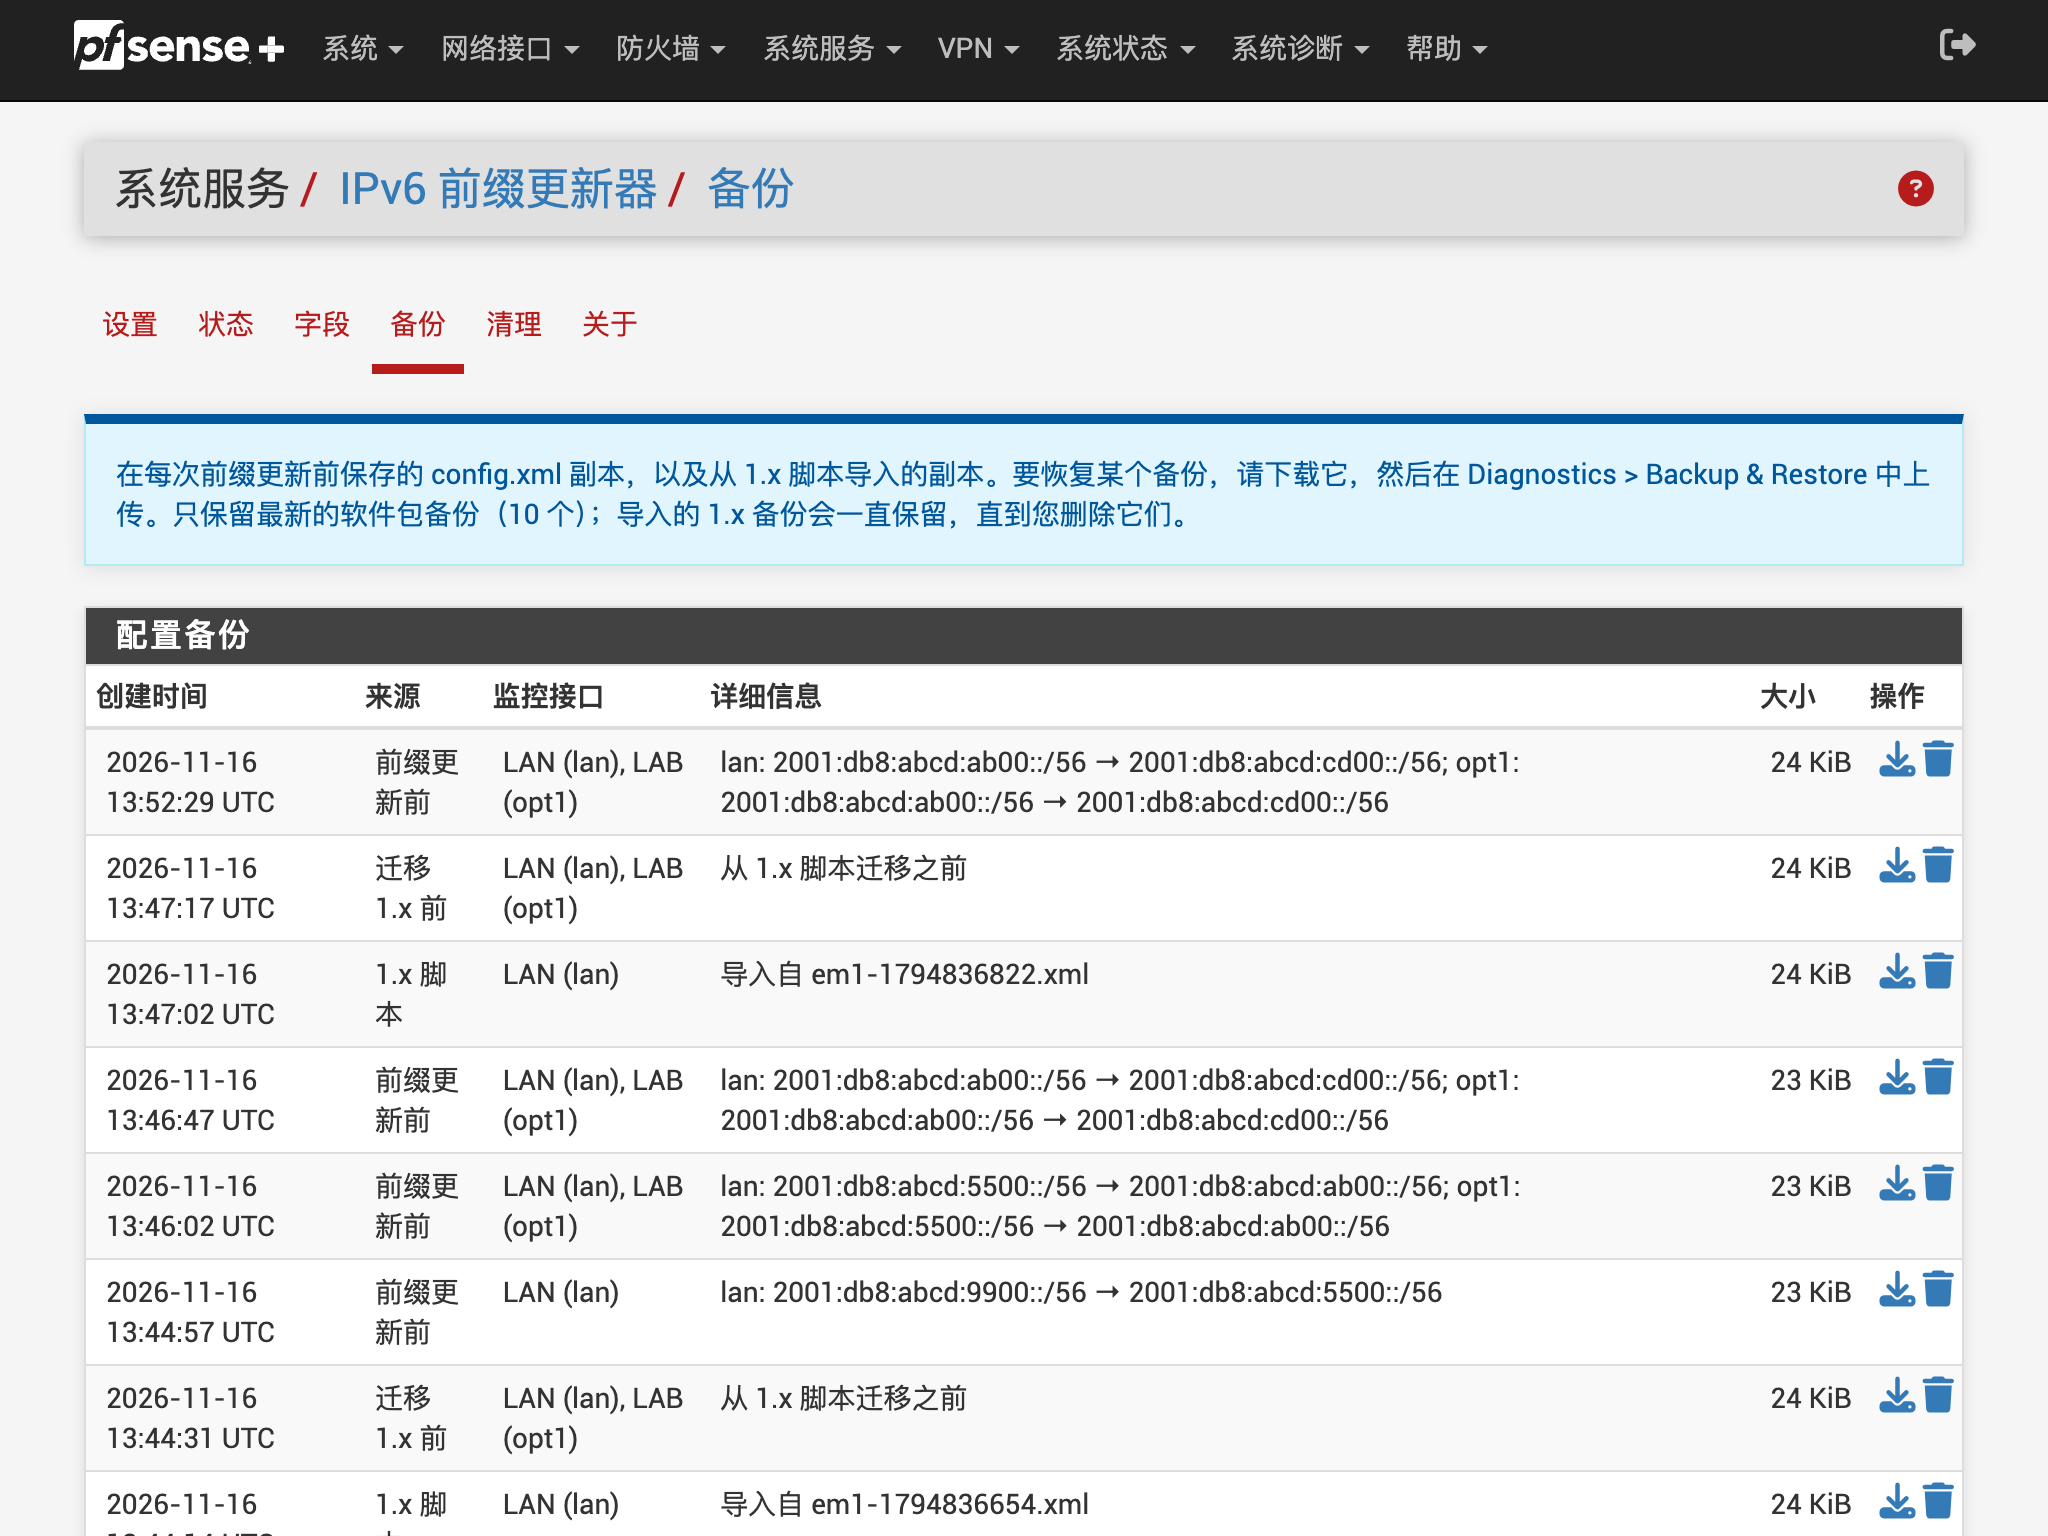 pfsense+ 系统 网络接口 防火墙 系统服务 VPN 系统状态 系统诊断 帮助
系统服务 / IPv6 前缀更新器 / 备份
设置 状态 字段 备份 清理 关于
在每次前缀更新前保存的 config.xml 副本，以及从 1.x 脚本导入的副本。要恢复某个备份，请下载它，然后在 Diagnostics > Backup & Restore 中上
传。只保留最新的软件包备份（10 个）；导入的 1.x 备份会一直保留，直到您删除它们。
配置备份
创建时间 来源 监控接口 详细信息 大小 操作
2026-11-16 前缀更 LAN (lan), LAB lan: 2001:db8:abcd:ab00::/56 → 2001:db8:abcd:cd00::/56; opt1: 24 KiB
13:52:29 UTC 新前 (opt1) 2001:db8:abcd:ab00::/56 → 2001:db8:abcd:cd00::/56
2026-11-16 迁移 LAN (lan), LAB 从 1.x 脚本迁移之前 24 KiB
13:47:17 UTC 1.x 前 (opt1)
2026-11-16 1.x 脚 LAN (lan) 导入自 em1-1794836822.xml 24 KiB
13:47:02 UTC 本
2026-11-16 前缀更 LAN (lan), LAB lan: 2001:db8:abcd:ab00::/56 → 2001:db8:abcd:cd00::/56; opt1: 23 KiB
13:46:47 UTC 新前 (opt1) 2001:db8:abcd:ab00::/56 → 2001:db8:abcd:cd00::/56
2026-11-16 前缀更 LAN (lan), LAB lan: 2001:db8:abcd:5500::/56 → 2001:db8:abcd:ab00::/56; opt1: 23 KiB
13:46:02 UTC 新前 (opt1) 2001:db8:abcd:5500::/56 → 2001:db8:abcd:ab00::/56
2026-11-16 前缀更 LAN (lan) lan: 2001:db8:abcd:9900::/56 → 2001:db8:abcd:5500::/56 23 KiB
13:44:57 UTC 新前
2026-11-16 迁移 LAN (lan), LAB 从 1.x 脚本迁移之前 24 KiB
13:44:31 UTC 1.x 前 (opt1)
2026-11-16 1.x 脚 LAN (lan) 导入自 em1-1794836654.xml 24 KiB